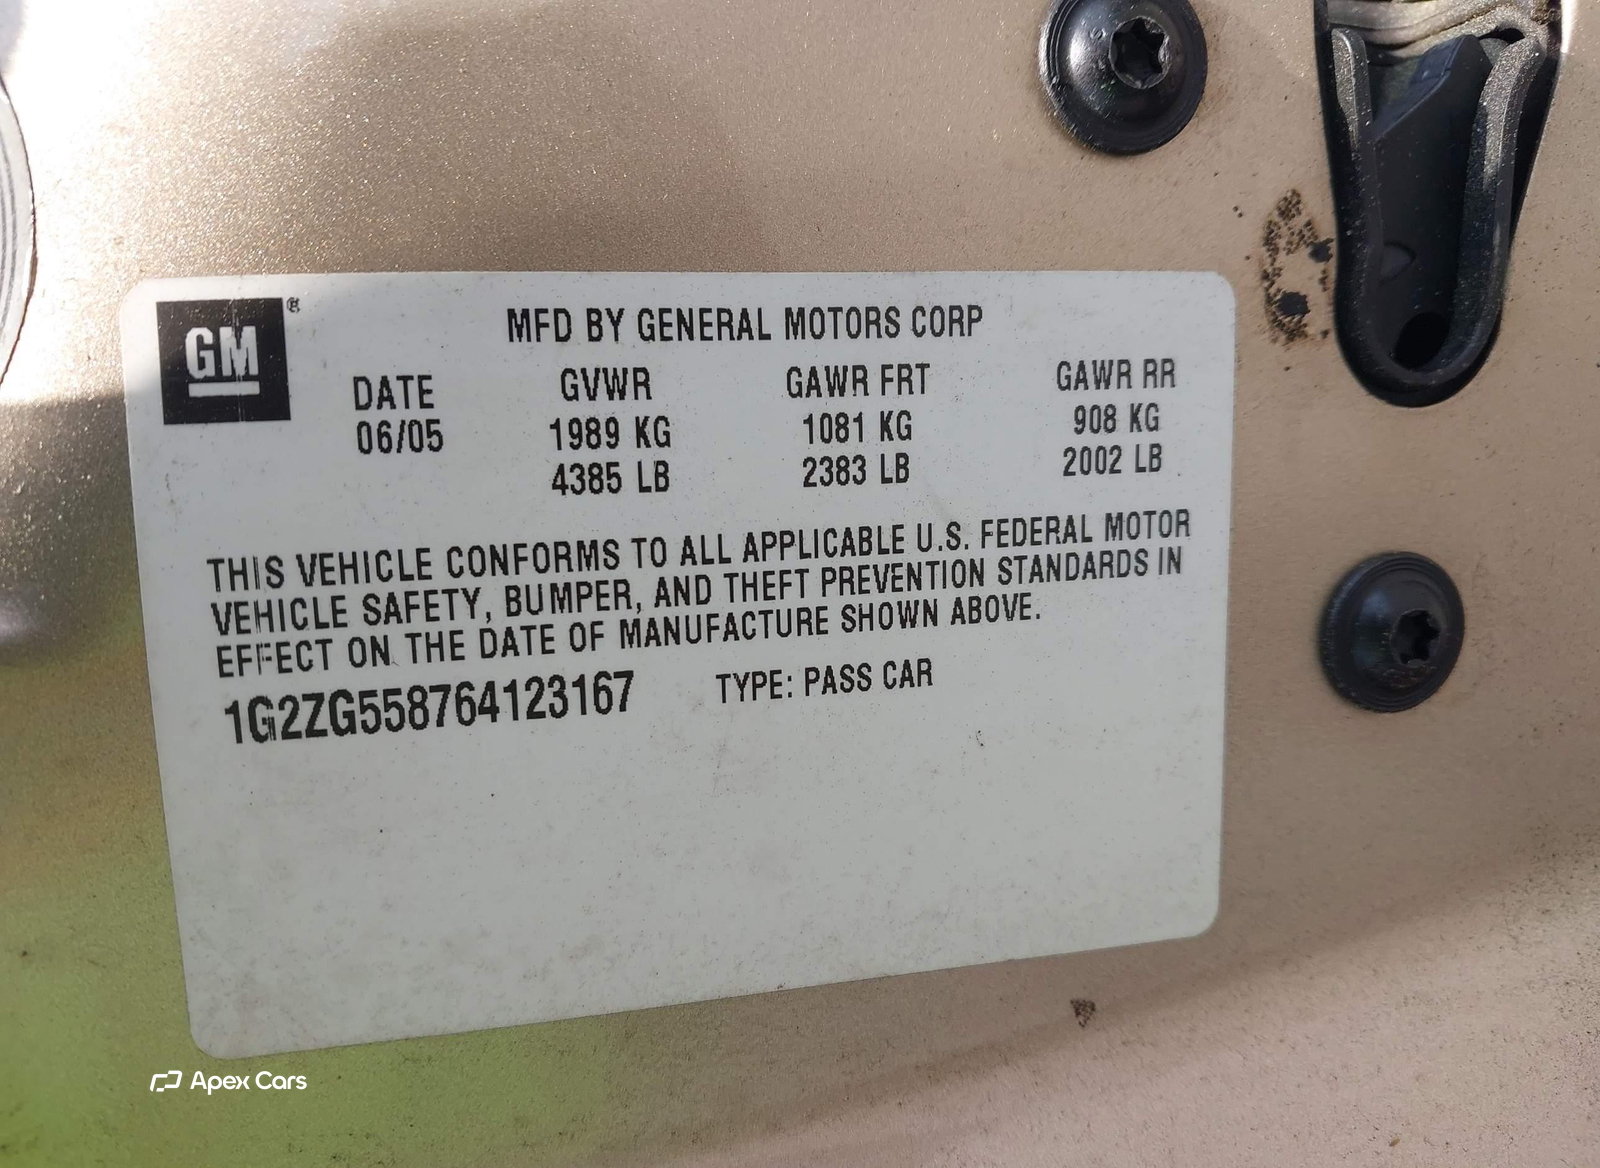 GM®
MFD BY GENERAL MOTORS CORP
DATE GVWR GAWR FRT GAWR RR
06/05 1989 KG 1081 KG 908 KG
4385 LB 2383 LB 2002 LB
THIS VEHICLE CONFORMS TO ALL APPLICABLE U.S. FEDERAL MOTOR
VEHICLE SAFETY, BUMPER, AND THEFT PREVENTION STANDARDS IN
EFFECT ON THE DATE OF MANUFACTURE SHOWN ABOVE.
1G2ZG558764123167 TYPE: PASS CAR
Apex Cars